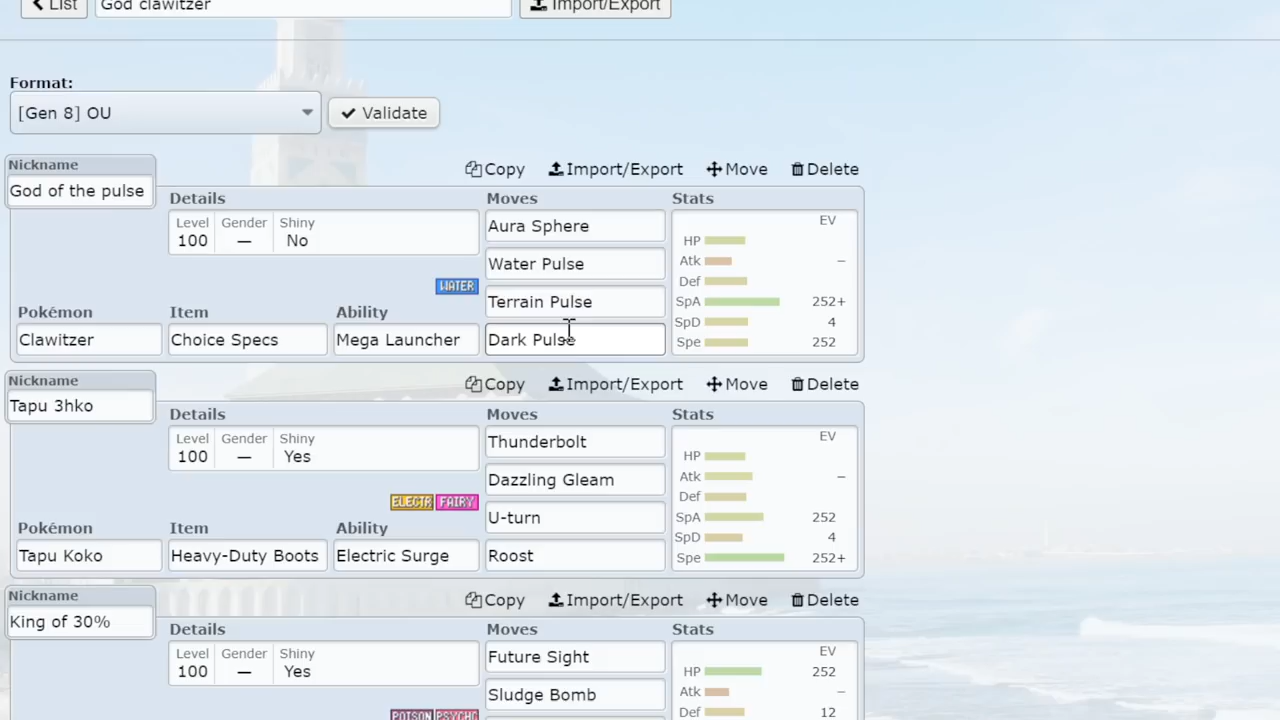 List
God clawitzer
Import/Export
Format:
[Gen 8] OU
Validate
Nickname
God of the pulse
Copy Import/Export Move Delete
Details
Level Gender Shiny
100 — No
WATER
Pokémon Item Ability
Clawitzer Choice Specs Mega Launcher
Moves
Aura Sphere
Water Pulse
Terrain Pulse
Dark Pulse
Stats
EV
HP
Atk –
Def
SpA 252+
SpD 4
Spe 252
Nickname
Tapu 3hko
Copy Import/Export Move Delete
Details
Level Gender Shiny
100 — Yes
ELECTR FAIRY
Pokémon Item Ability
Tapu Koko Heavy-Duty Boots Electric Surge
Moves
Thunderbolt
Dazzling Gleam
U-turn
Roost
Stats
EV
HP
Atk –
Def
SpA 252
SpD 4
Spe 252+
Nickname
King of 30%
Copy Import/Export Move Delete
Details
Level Gender Shiny
100 — Yes
POISON PSYCHC
Moves
Future Sight
Sludge Bomb
Stats
EV
HP 252
Atk –
Def 12